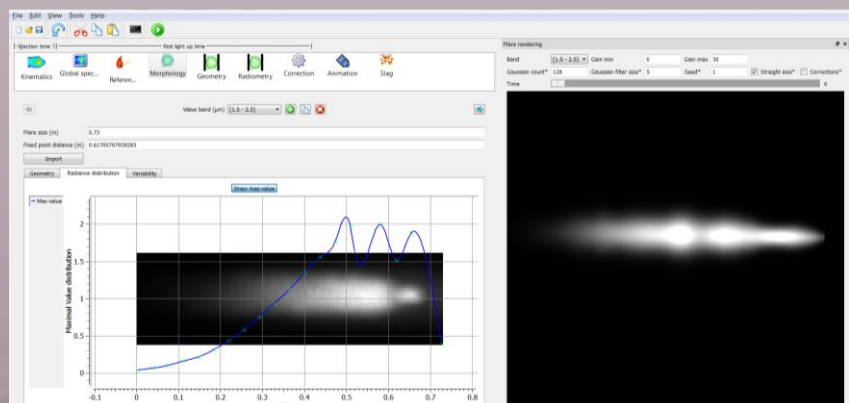 File Edit View Tools Help
Ejection time First light up time
Kinematics Global spec... Referen... Morphology Geometry Radiometry Correction Animation Slag
Wave band [µm] [1.5 - 2.5]
Flare size (m) 0.73
Fixed point distance (m)
Import
Geometry Radiance distribution Variability
Draw max value
Max value
Maximal Value distribution
2
1.5
1
0.5
0
-0.1 0 0.1 0.2 0.3 0.4 0.5 0.6 0.7 0.8
Flare rendering
Band [1.5 - 2.5] Gain min 0 Gain max 30
Gaussian count* 128 Gaussian filter size* 5 Seed* 1 Straight axis* Corrections*
Time 0